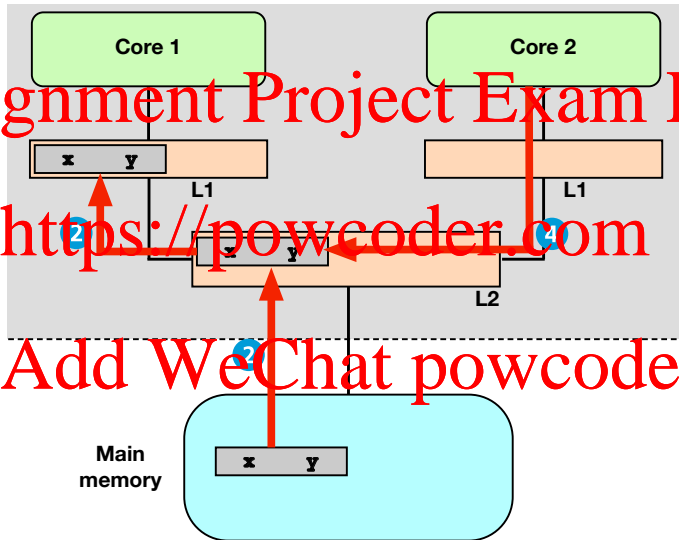 Core 1
Core 2
gnment Project Exam
x y
L1
L1
https://powcoder.com
2
4
x y
L2
2
Add WeChat powcode
Main
memory
x y